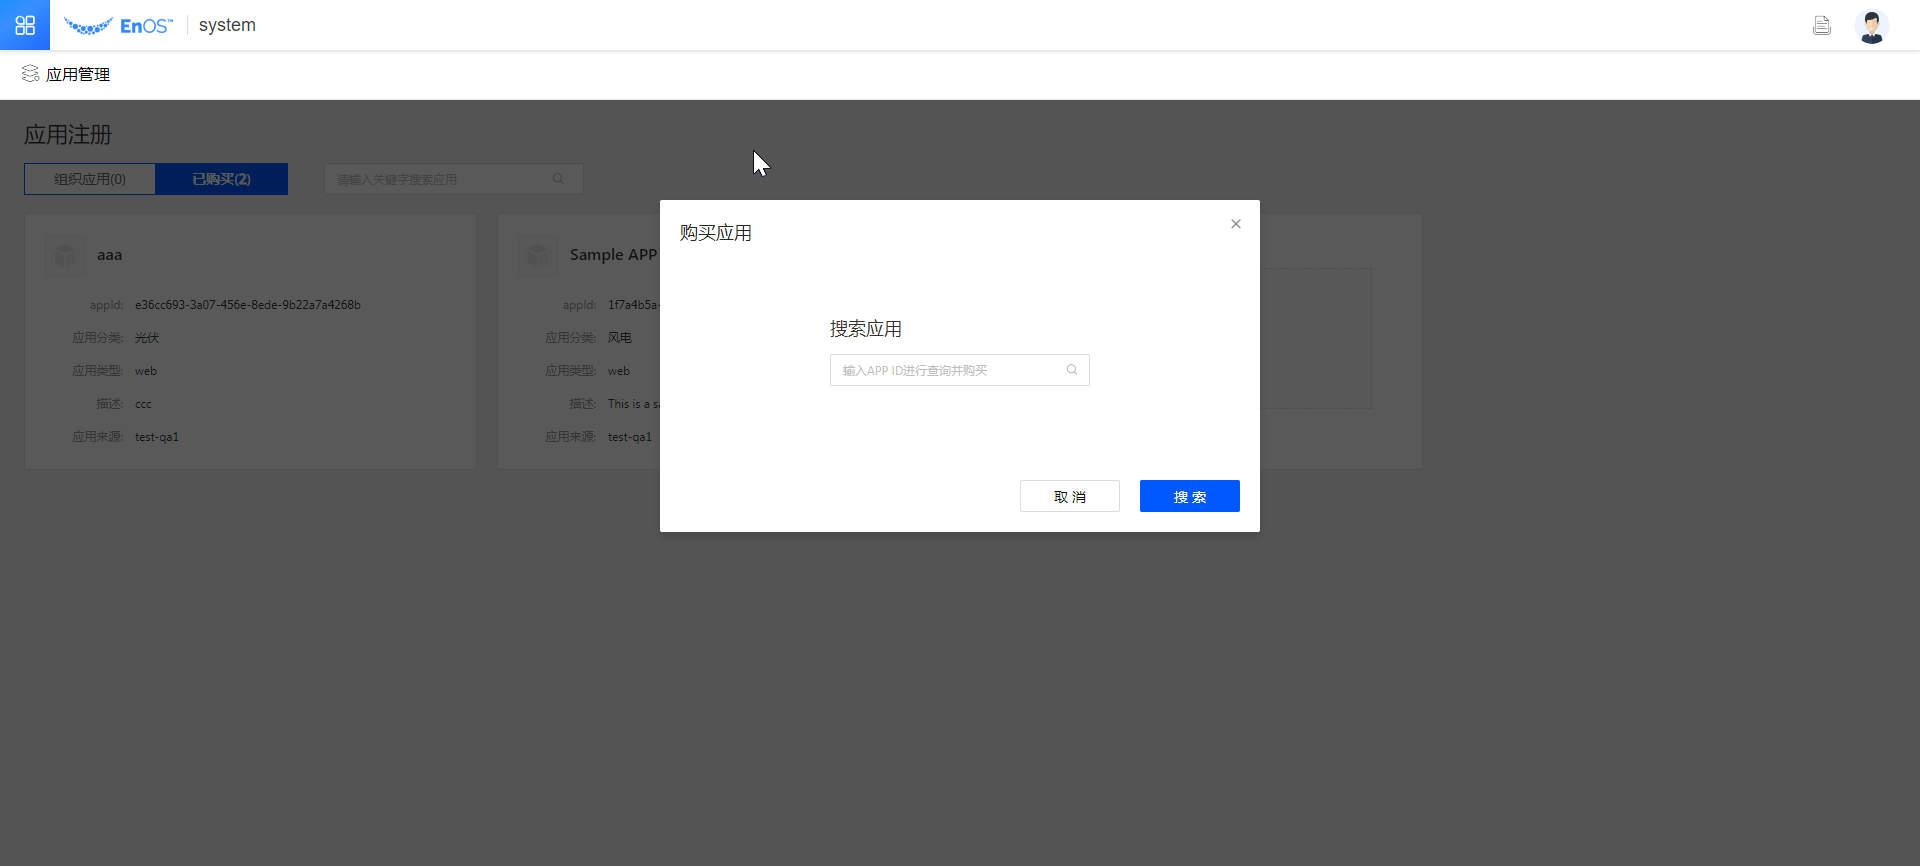 EnOS™ system
应用管理
应用注册
组织应用(0) 已购买(2) 请输入关键字搜索应用
购买应用
aaa
appId: e36cc693-3a07-456e-8ede-9b22a7a4268b
应用分类: 光伏
应用类型: web
描述: ccc
应用来源: test-qa1
Sample APP
appId: 1f7a4b5a-
应用分类: 风电
应用类型: web
描述: This is a sa
应用来源: test-qa1
搜索应用
输入APP ID进行查询并购买
取 消 搜 索